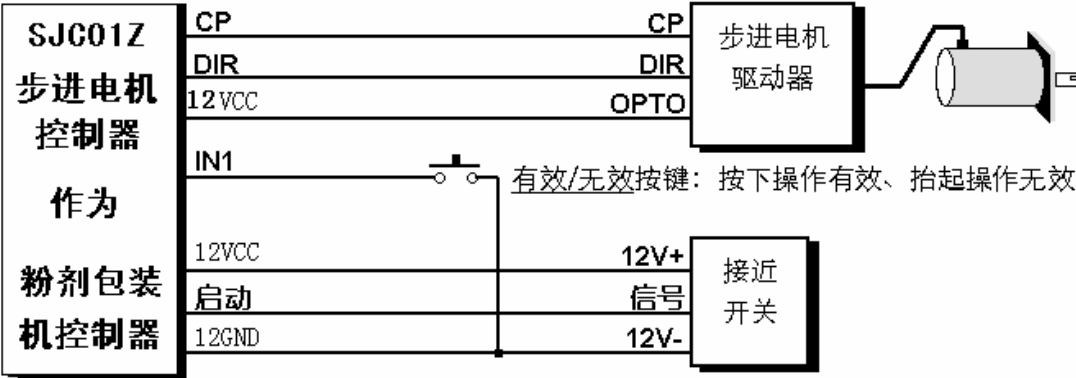 SJC01Z
步进电机
控制器
作为
粉剂包装
机控制器
CP
DIR
12VCC
IN1
12VCC
启动
12GND
CP
DIR
OPTO
步进电机
驱动器
有效/无效按键：按下操作有效、抬起操作无效
12V+
信号
12V-
接近
开关